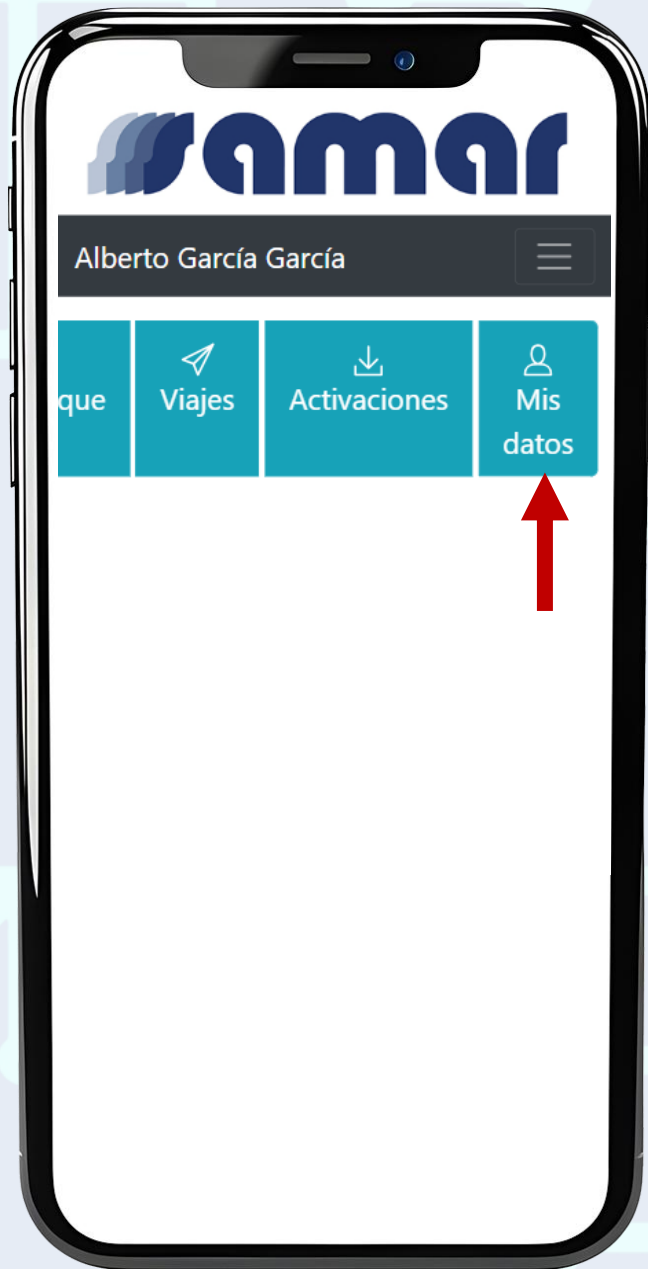 samar
Alberto García García
que
Viajes
Activaciones
Mis
datos